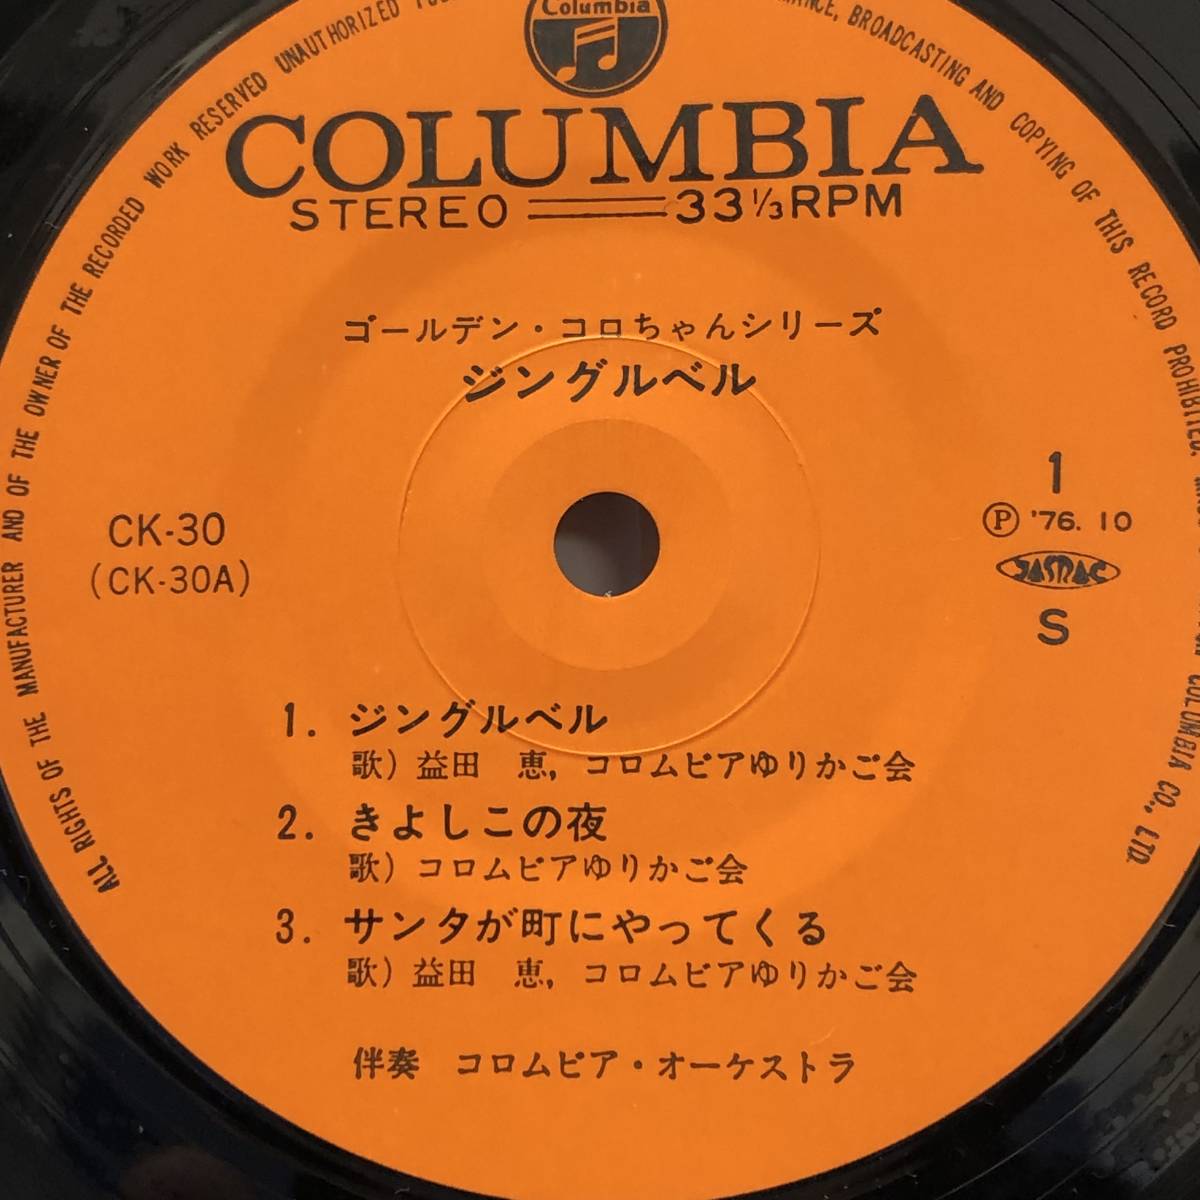 ALL RIGHTS OF THE MANUFACTURER AND OF THE OWNER OF THE RECORDED WORK RESERVED UNAUTHORIZED
BROADCASTING AND COPYING OF THIS RECORD PROHIBITED.
COLUMBIA CO., LTD.
Columbia
COLUMBIA
STEREO 33 1/3 RPM
ゴールデン・コロちゃんシリーズ
ジングルベル
CK-30
(CK-30A)
1
Ⓟ '76. 10
JASRAC
S
1. ジングルベル
歌) 益田 恵, コロムビアゆりかご会
2. きよしこの夜
歌) コロムビアゆりかご会
3. サンタが町にやってくる
歌) 益田 恵, コロムビアゆりかご会
伴奏 コロムビア・オーケストラ